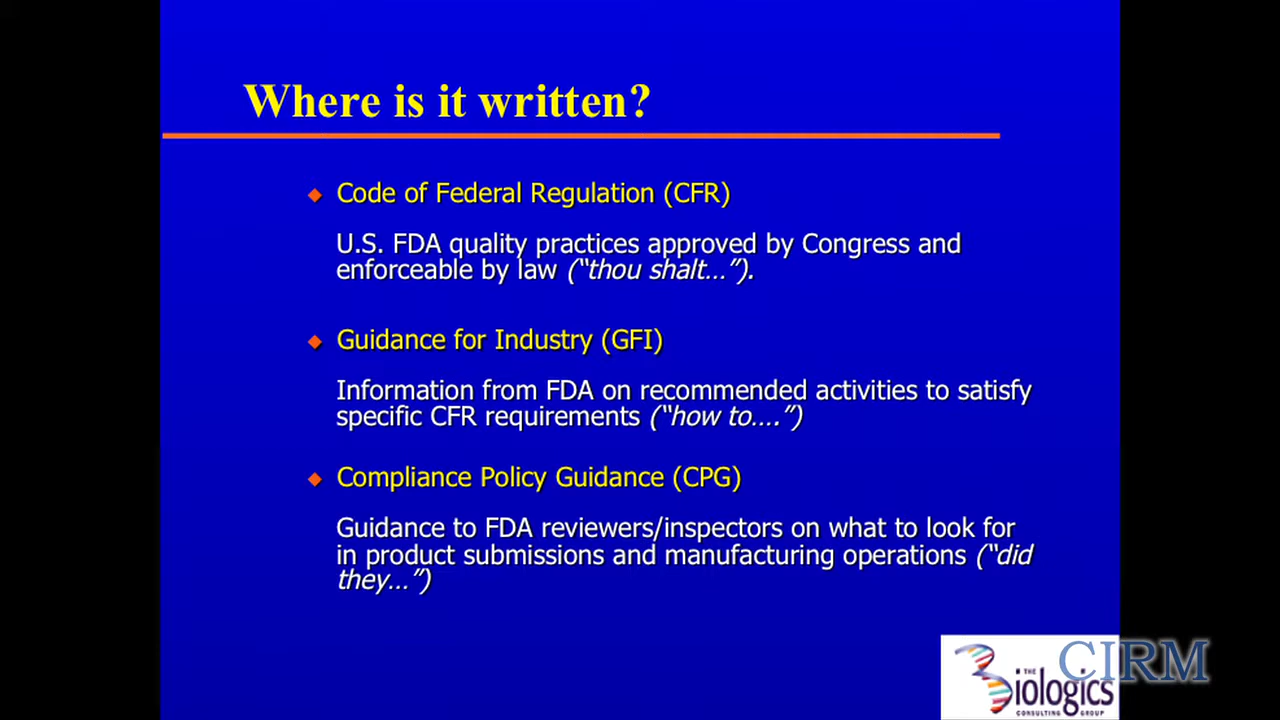 Where is it written?
Code of Federal Regulation (CFR)
U.S. FDA quality practices approved by Congress and
enforceable by law (“thou shalt…”).
Guidance for Industry (GFI)
Information from FDA on recommended activities to satisfy
specific CFR requirements (“how to….”)
Compliance Policy Guidance (CPG)
Guidance to FDA reviewers/inspectors on what to look for
in product submissions and manufacturing operations (“did
they…”)
THE
Biologics
CONSULTING GROUP
CIRM